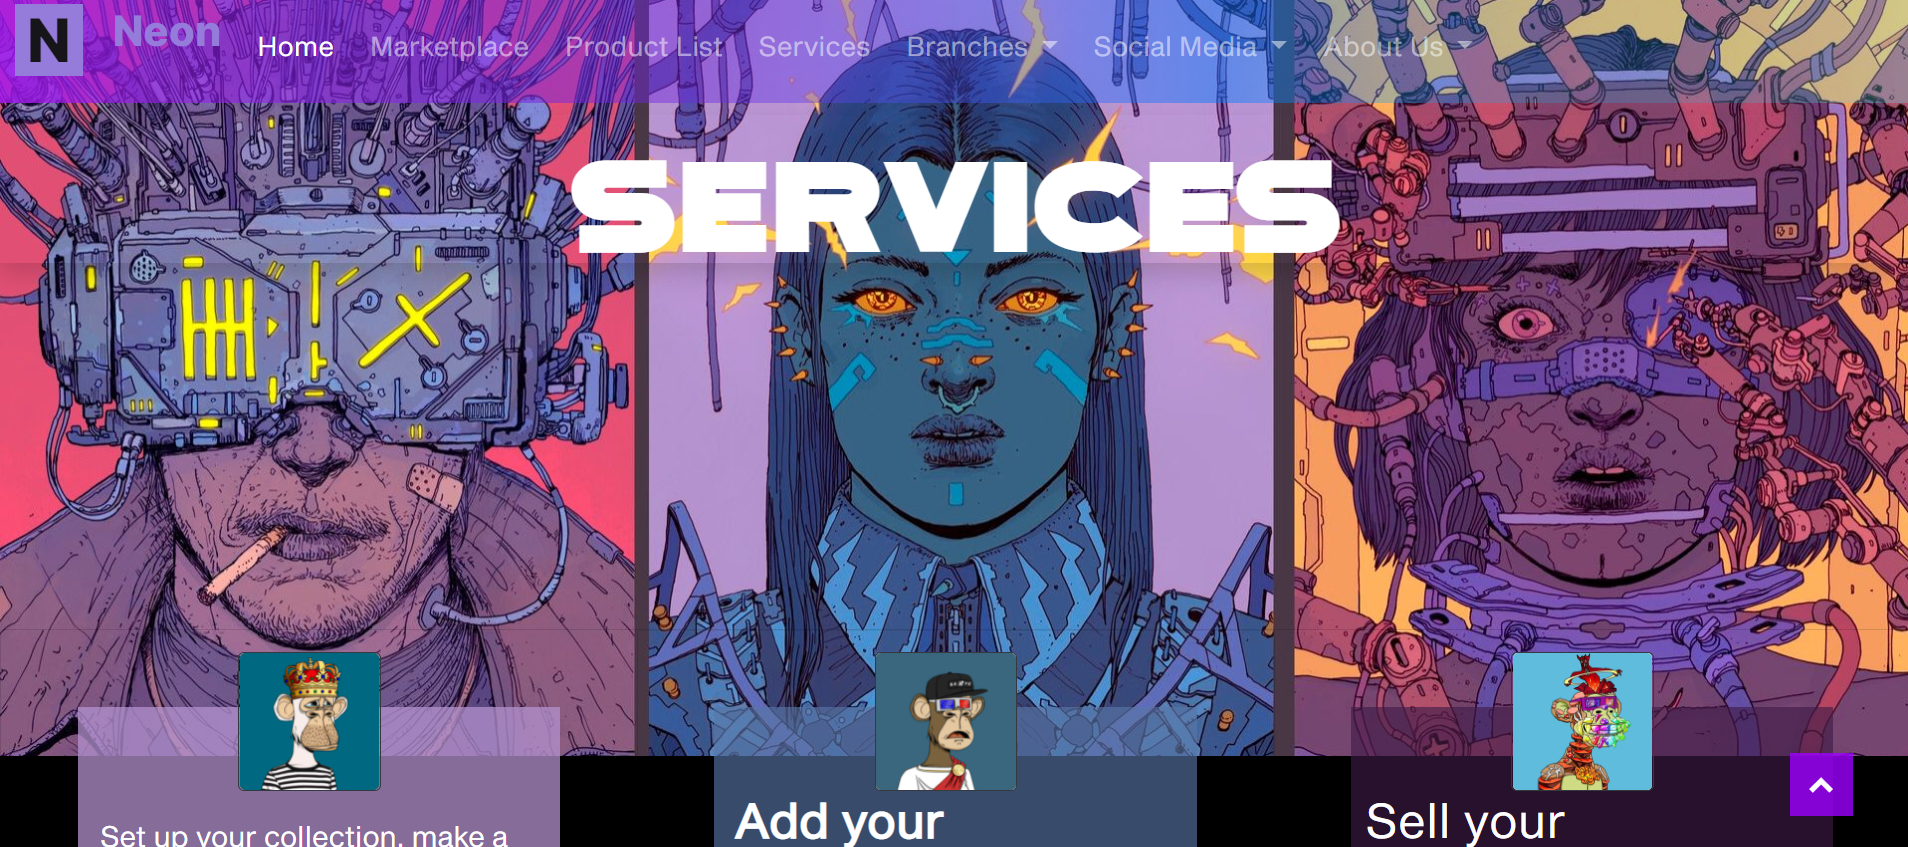 N Neon Home Marketplace Product List Services Branches Social Media About Us
SERVICES
Set up your collection, make a
Add your
Sell your